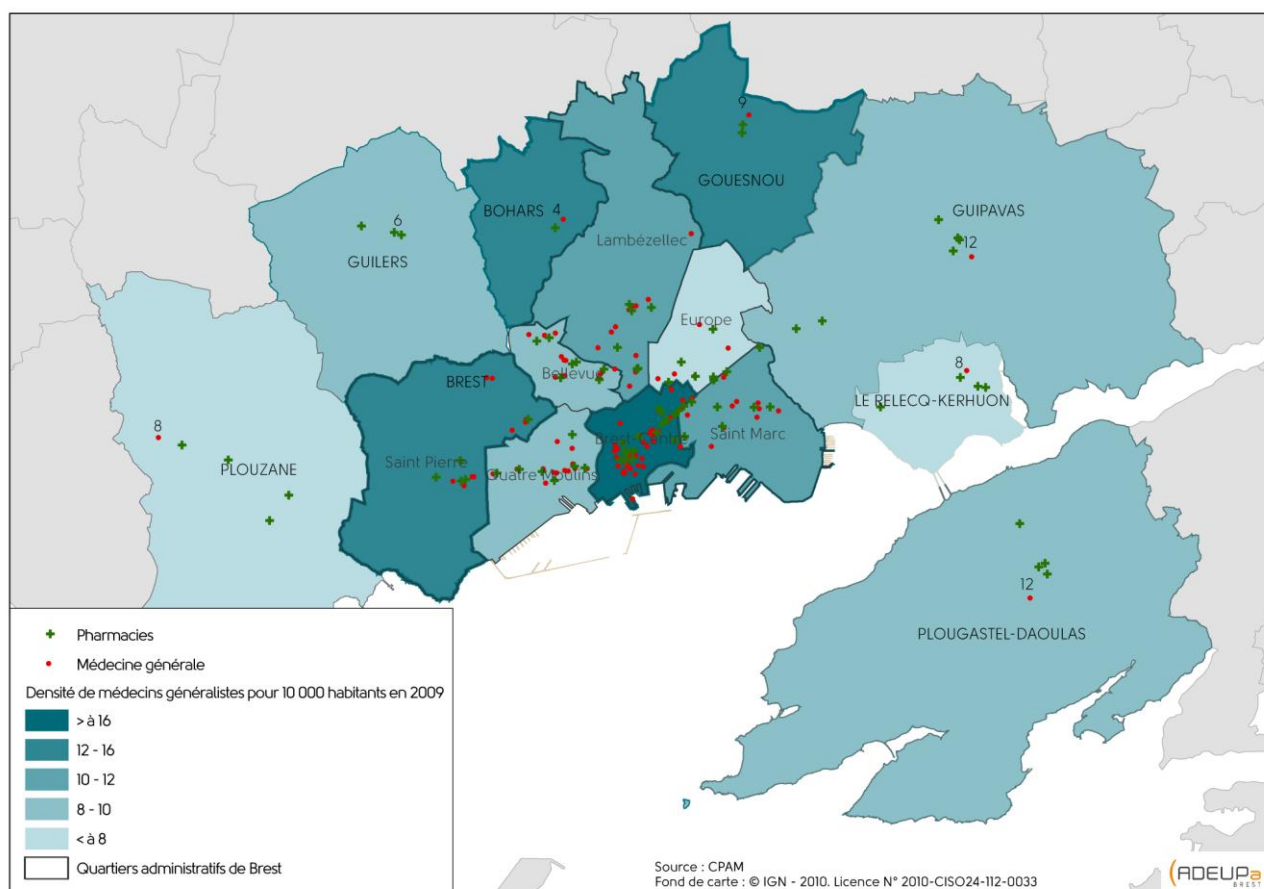 9
GOUESNOU
BOHARS 4
GUIPAVAS
12
Lambézellec
6
GUILERS
Europe
8
BREST
Bellevue
LE RELECQ-KERHUON
8
PLOUZANE
Brest-Centre
Saint Marc
Saint Pierre
Quatre Moulins
12
PLOUGASTEL-DAOULAS
Pharmacies
Médecine générale
Densité de médecins généralistes pour 10 000 habitants en 2009
> à 16
12 - 16
10 - 12
8 - 10
< à 8
Quartiers administratifs de Brest
Source : CPAM
Fond de carte : © IGN - 2010. Licence N° 2010-CISO24-112-0033
ADEUPa
BREST